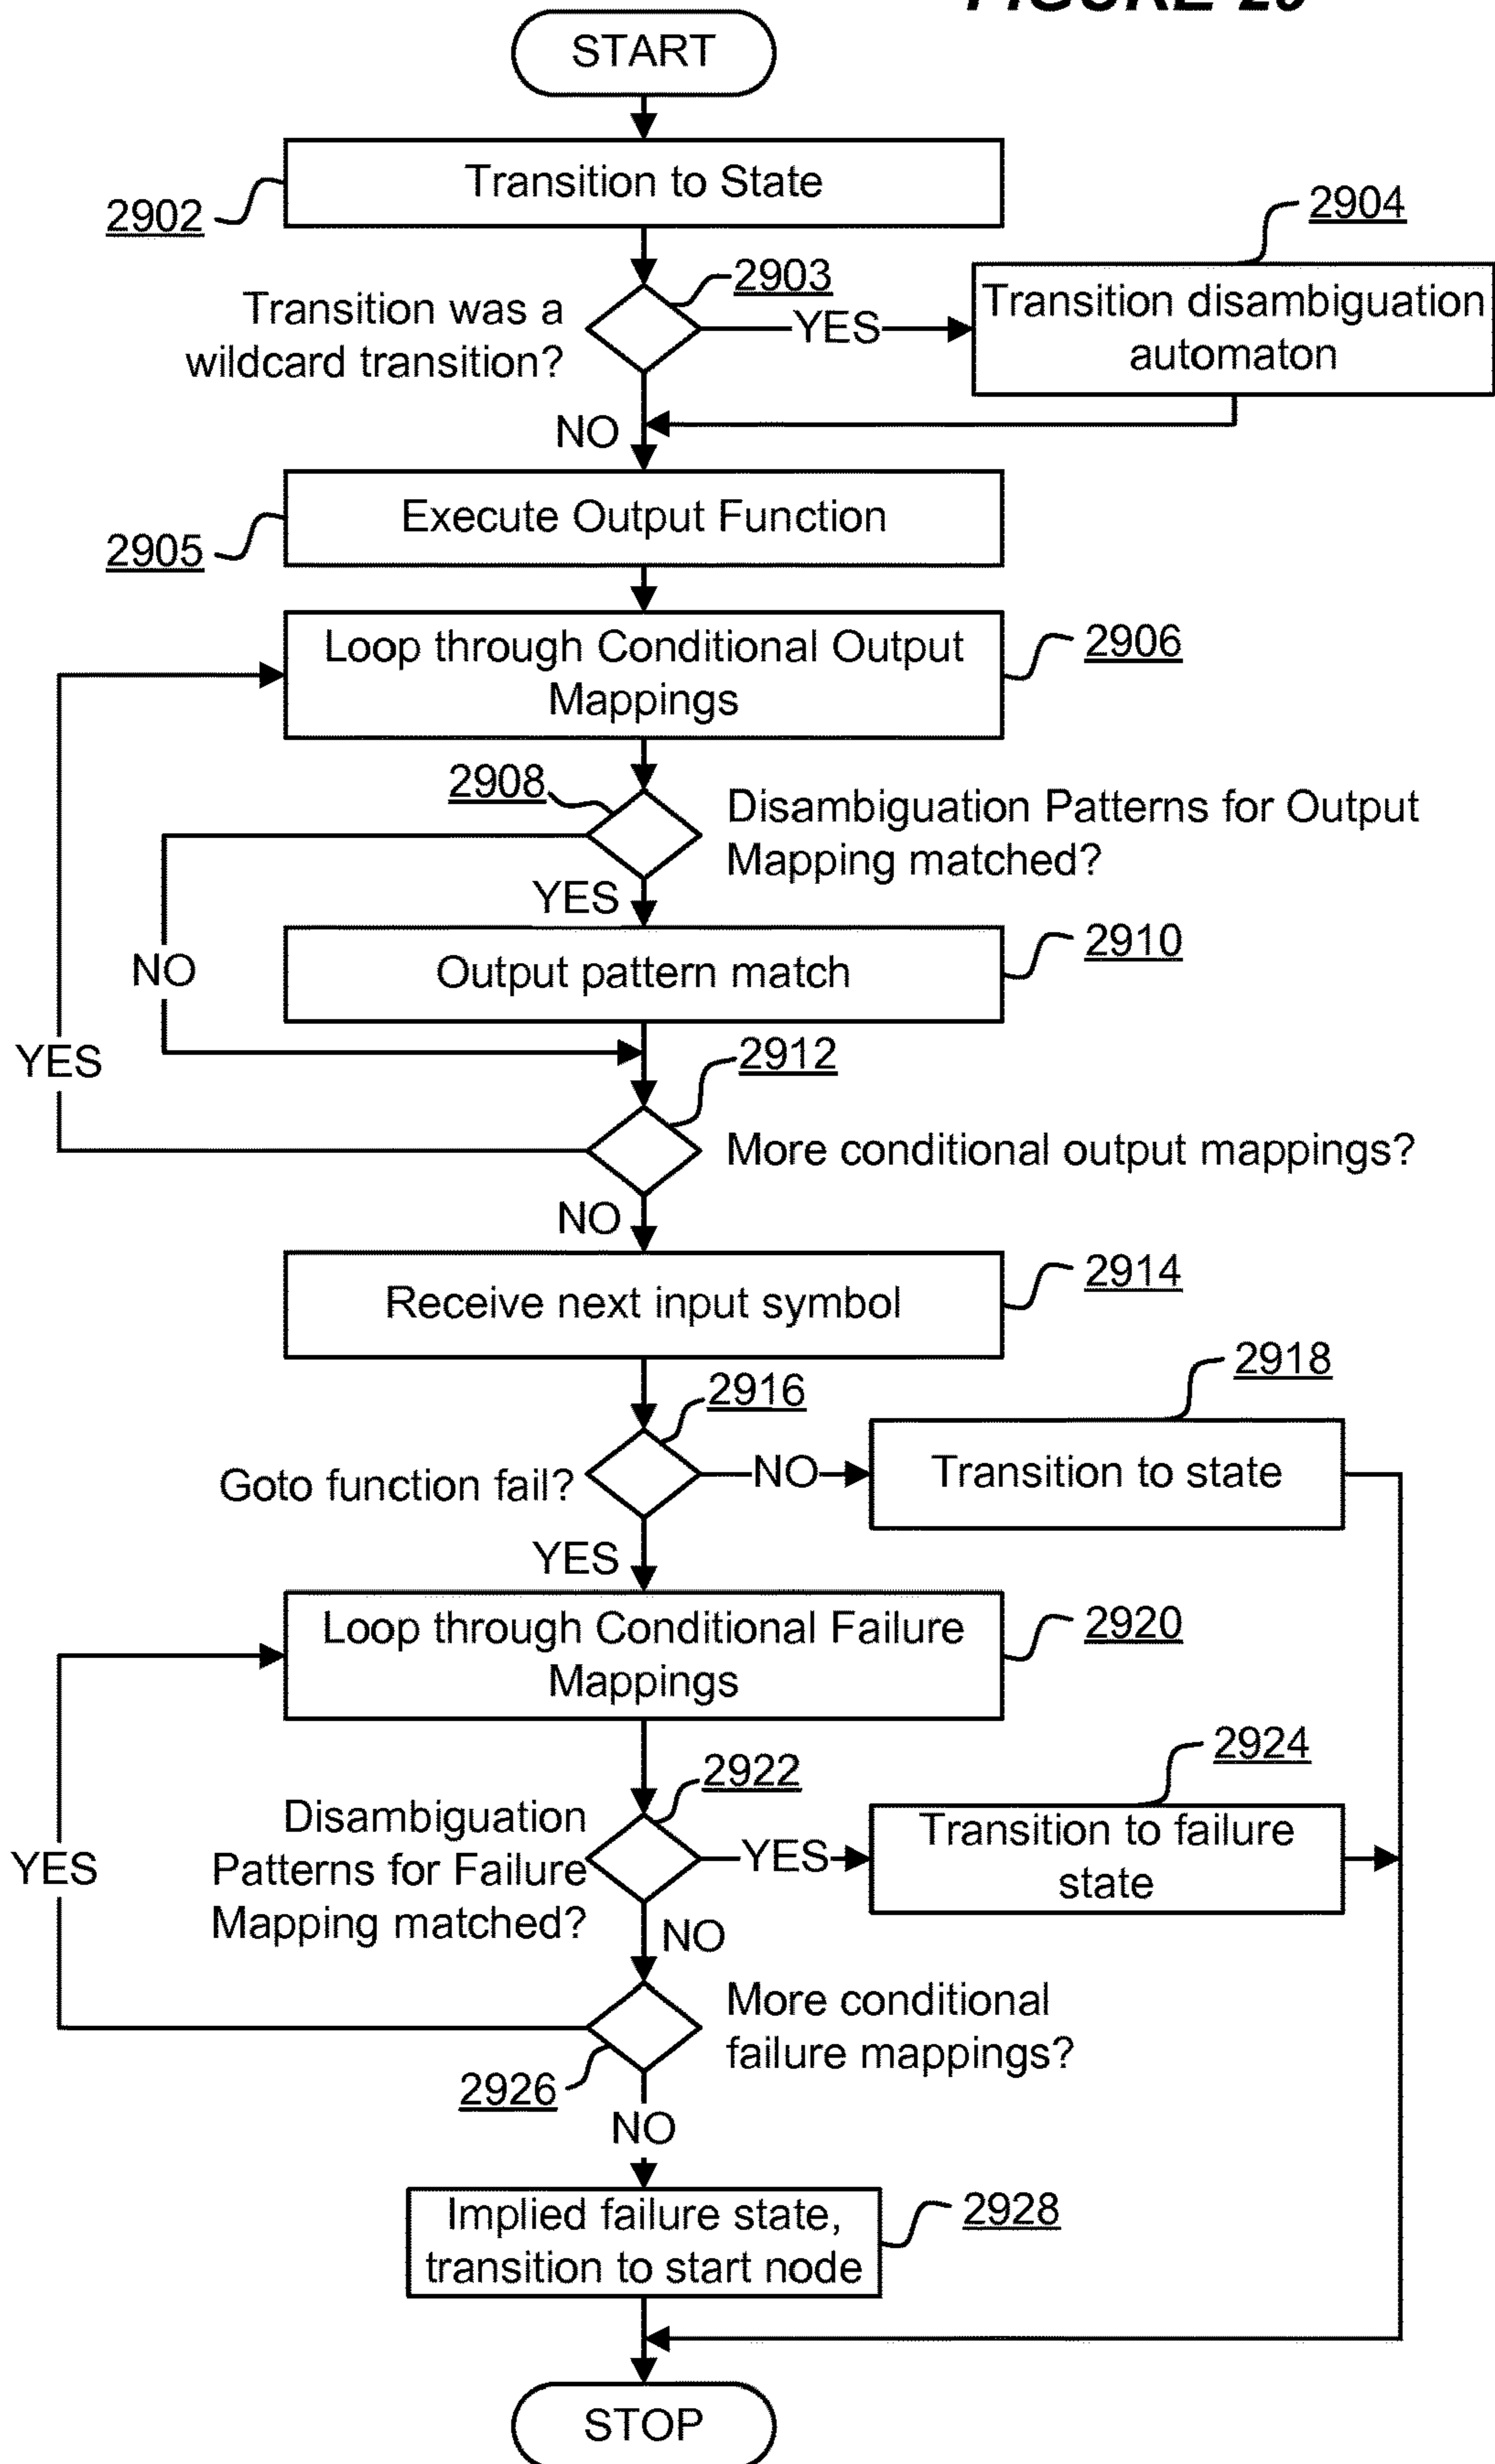 START
Transition to State
2902
2904
2903
Transition was a
wildcard transition?
YES
Transition disambiguation
automaton
NO
Execute Output Function
2905
Loop through Conditional Output
Mappings
2906
2908
Disambiguation Patterns for Output
Mapping matched?
YES
Output pattern match
2910
NO
YES
2912
More conditional output mappings?
NO
Receive next input symbol
2914
2918
2916
Goto function fail?
NO
Transition to state
YES
Loop through Conditional Failure
Mappings
2920
2924
2922
Disambiguation
Patterns for Failure
Mapping matched?
YES
Transition to failure
state
YES
NO
More conditional
failure mappings?
2926
NO
Implied failure state,
transition to start node
2928
STOP